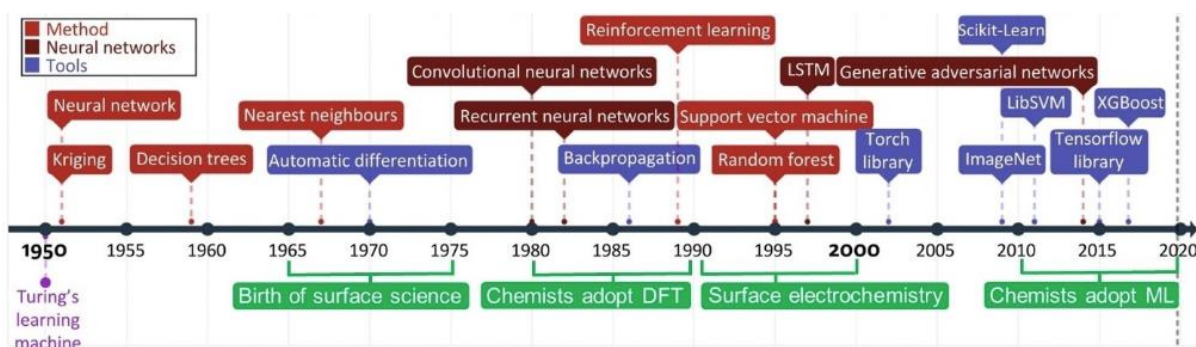 Method
Neural networks
Tools
Reinforcement learning
Scikit-Learn
Convolutional neural networks
LSTM
Generative adversarial networks
Neural network
Nearest neighbours
Recurrent neural networks
Support vector machine
LibSVM
XGBoost
Kriging
Decision trees
Automatic differentiation
Backpropagation
Random forest
Torch
library
ImageNet
Tensorflow
library
1950
1955
1960
1965
1970
1975
1980
1985
1990
1995
2000
2005
2010
2015
2020
Turing's
learning
machine
Birth of surface science
Chemists adopt DFT
Surface electrochemistry
Chemists adopt ML